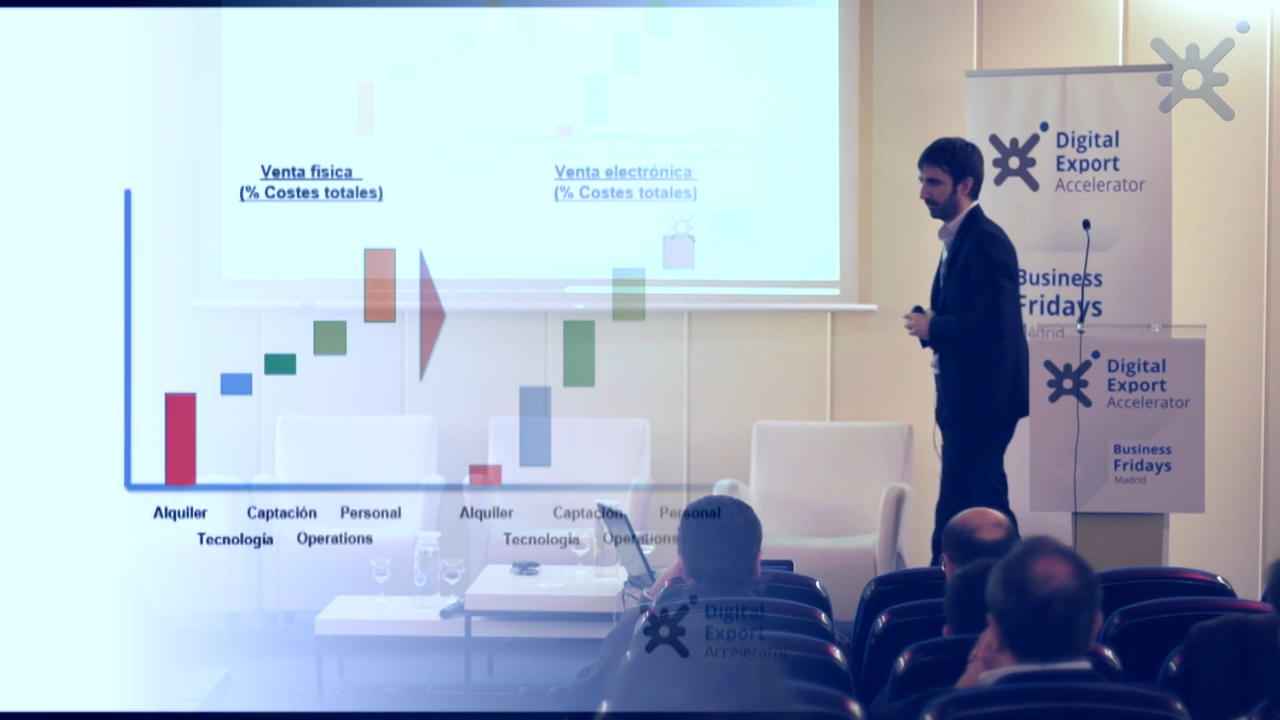 Venta física
(% Costes totales)
Venta electrónica
(% Costes totales)
Alquiler
Captación
Personal
Tecnología
Operations
Alquiler
Captación
Personal
Tecnología
Operations
Digital
Export
Accelerator
Business
Fridays
Madrid
Digital
Export
Accelerator
Business
Fridays
Madrid
Digital
Export
Accelerator